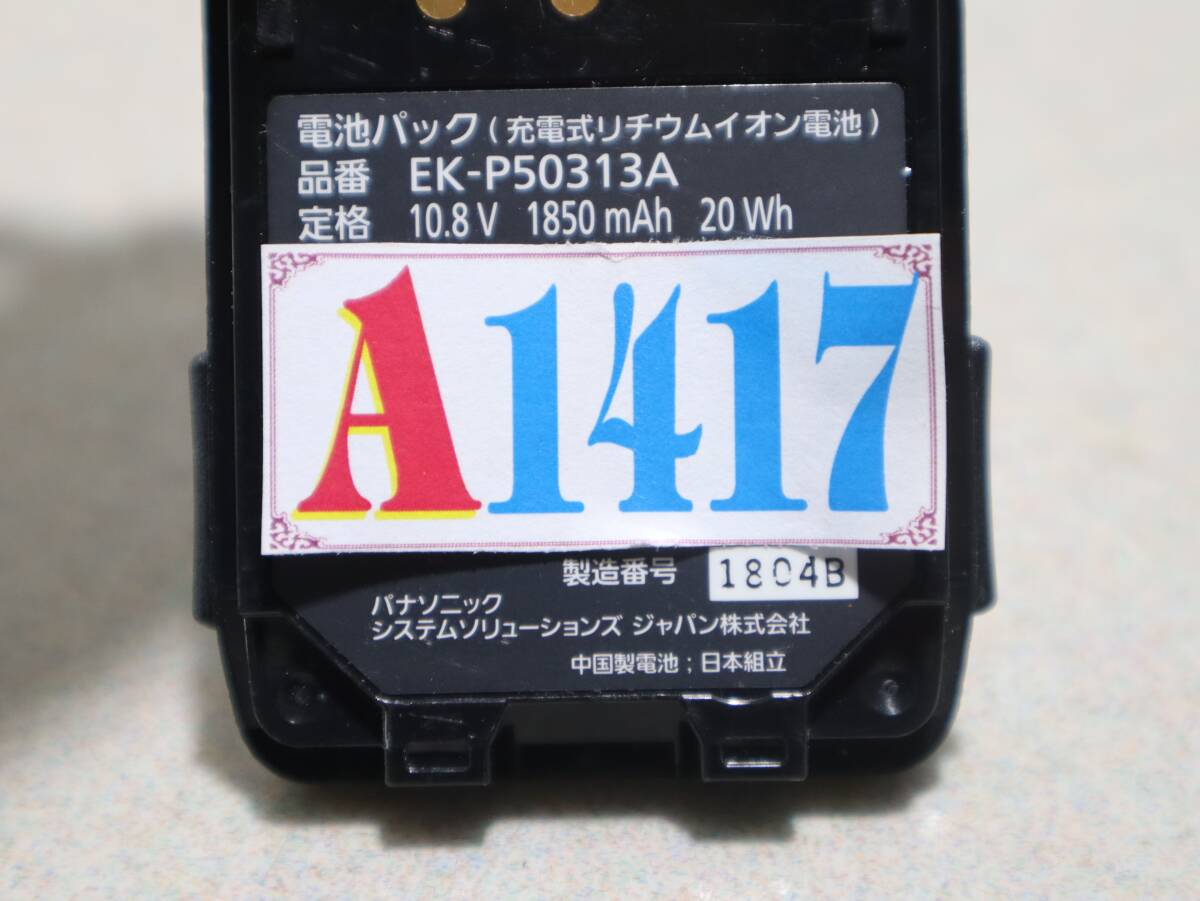 電池パック(充電式リチウムイオン電池)
品番 EK-P50313A
定格 10.8 V 1850 mAh 20 Wh
A1417
製造番号 1804B
パナソニック
システムソリューションズ ジャパン株式会社
中国製電池;日本組立